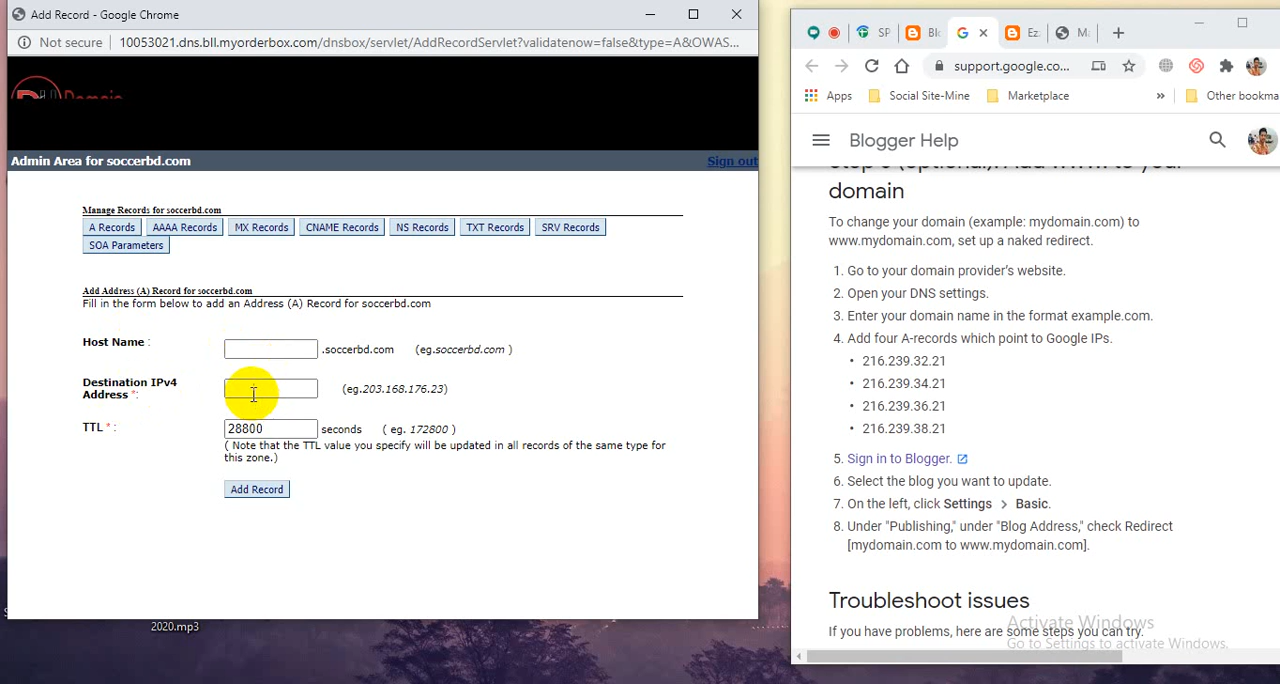 Add Record - Google Chrome
Not secure | 10053021.dns.bll.myorderbox.com/dnsbox/servlet/AddRecordServlet?validatenow=false&type=A&OWAS...
Admin Area for soccerbd.com
Sign out
Manage Records for soccerbd.com
A Records
AAAA Records
MX Records
CNAME Records
NS Records
TXT Records
SRV Records
SOA Parameters
Add Address (A) Record for soccerbd.com
Fill in the form below to add an Address (A) Record for soccerbd.com
Host Name :
.soccerbd.com (eg.soccerbd.com )
Destination IPv4
Address *:
(eg.203.168.176.23)
TTL * :
28800
seconds ( eg. 172800 )
( Note that the TTL value you specify will be updated in all records of the same type for
this zone.)
Add Record
2020.mp3
SP
Bl
Ez
M
support.google.co...
Apps
Social Site-Mine
Marketplace
»
Other bookma
Blogger Help
domain
To change your domain (example: mydomain.com) to
www.mydomain.com, set up a naked redirect.
1. Go to your domain provider's website.
2. Open your DNS settings.
3. Enter your domain name in the format example.com.
4. Add four A-records which point to Google IPs.
• 216.239.32.21
• 216.239.34.21
• 216.239.36.21
• 216.239.38.21
5. Sign in to Blogger.
6. Select the blog you want to update.
7. On the left, click Settings > Basic.
8. Under "Publishing," under "Blog Address," check Redirect
[mydomain.com to www.mydomain.com].
Troubleshoot issues
If you have problems, here are some steps you can try.
Activate Windows
Go to Settings to activate Windows.